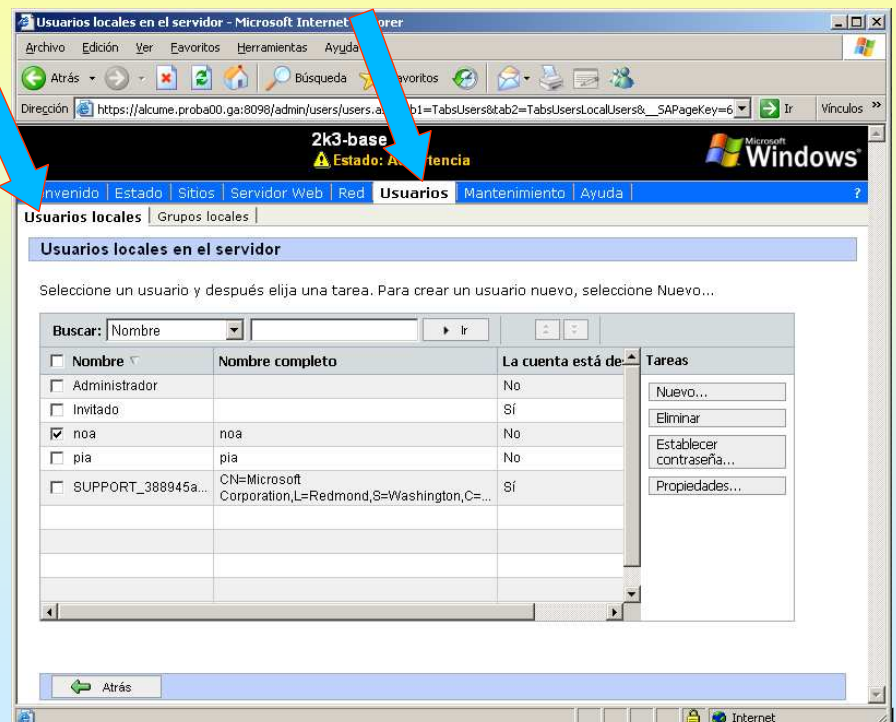 Usuarios locales en el servidor - Microsoft Internet
Archivo Edición Ver Favoritos Herramientas Ayuda
Atrás Búsqueda
Dirección https://alcume.proba00.ga:8098/admin/users/users.a b1=TabsUsers&tab2=TabsUsersLocalUsers&__SAPageKey=6 Ir Vínculos »
2k3-base
Estado:
Microsoft
Windows
Estado Sitios Servidor Web Red Usuarios Mantenimiento Ayuda ?
Usuarios locales Grupos locales
Usuarios locales en el servidor
Seleccione un usuario y después elija una tarea. Para crear un usuario nuevo, seleccione Nuevo...
Buscar: Nombre Ir
Nombre Nombre completo La cuenta está de Tareas
Administrador No
Nuevo...
Invitado Sí
Eliminar
noa noa No
Establecer
contraseña...
pia pia No
SUPPORT_388945a... CN=Microsoft
Corporation,L=Redmond,S=Washington,C=... Sí
Propiedades...
Atrás
Internet